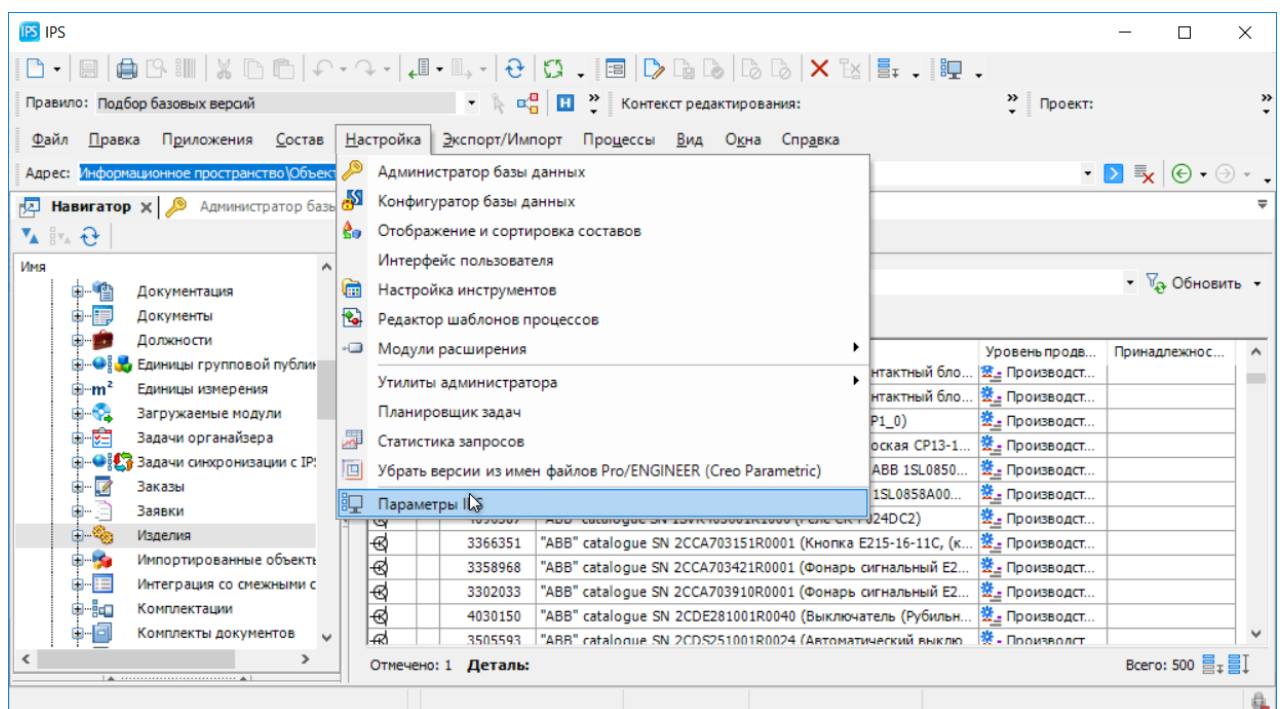 IPS
Правило: Подбор базовых версий
Контекст редактирования:
Проект:
Файл Правка Приложения Состав Настройка Экспорт/Импорт Процессы Вид Окна Справка
Адрес: Информационное пространство\Объект
Навигатор
Администратор базы
Имя
Документация
Документы
Должности
Единицы групповой публик
m² Единицы измерения
Загружаемые модули
Задачи органайзера
Задачи синхронизации с IPS
Заказы
Заявки
Изделия
Импортированные объекты
Интеграция со смежными с
Комплектации
Комплекты документов
Администратор базы данных
Конфигуратор базы данных
Отображение и сортировка составов
Интерфейс пользователя
Настройка инструментов
Редактор шаблонов процессов
Модули расширения
Утилиты администратора
Планировщик задач
Статистика запросов
Убрать версии из имен файлов Pro/ENGINEER (Creo Parametric)
Параметры IPS
Обновить
Уровень продв... Принадлежнос...
нтактный бло... Производст...
нтактный бло... Производст...
P1_0) Производст...
оская CP13-1... Производст...
ABB 1SL0850... Производст...
1SL0858A00... Производст...
Производст...
3366351 "ABB" catalogue SN 2CCA703151R0001 (Кнопка E215-16-11C, (к... Производст...
3358968 "ABB" catalogue SN 2CCA703421R0001 (Фонарь сигнальный E2... Производст...
3302033 "ABB" catalogue SN 2CCA703910R0001 (Фонарь сигнальный E2... Производст...
4030150 "ABB" catalogue SN 2CDE281001R0040 (Выключатель (Рубильн... Производст...
3505593 "ABB" catalogue SN 2CDS251001R0024 (Автоматический выклю Производст
Отмечено: 1 Деталь:
Всего: 500